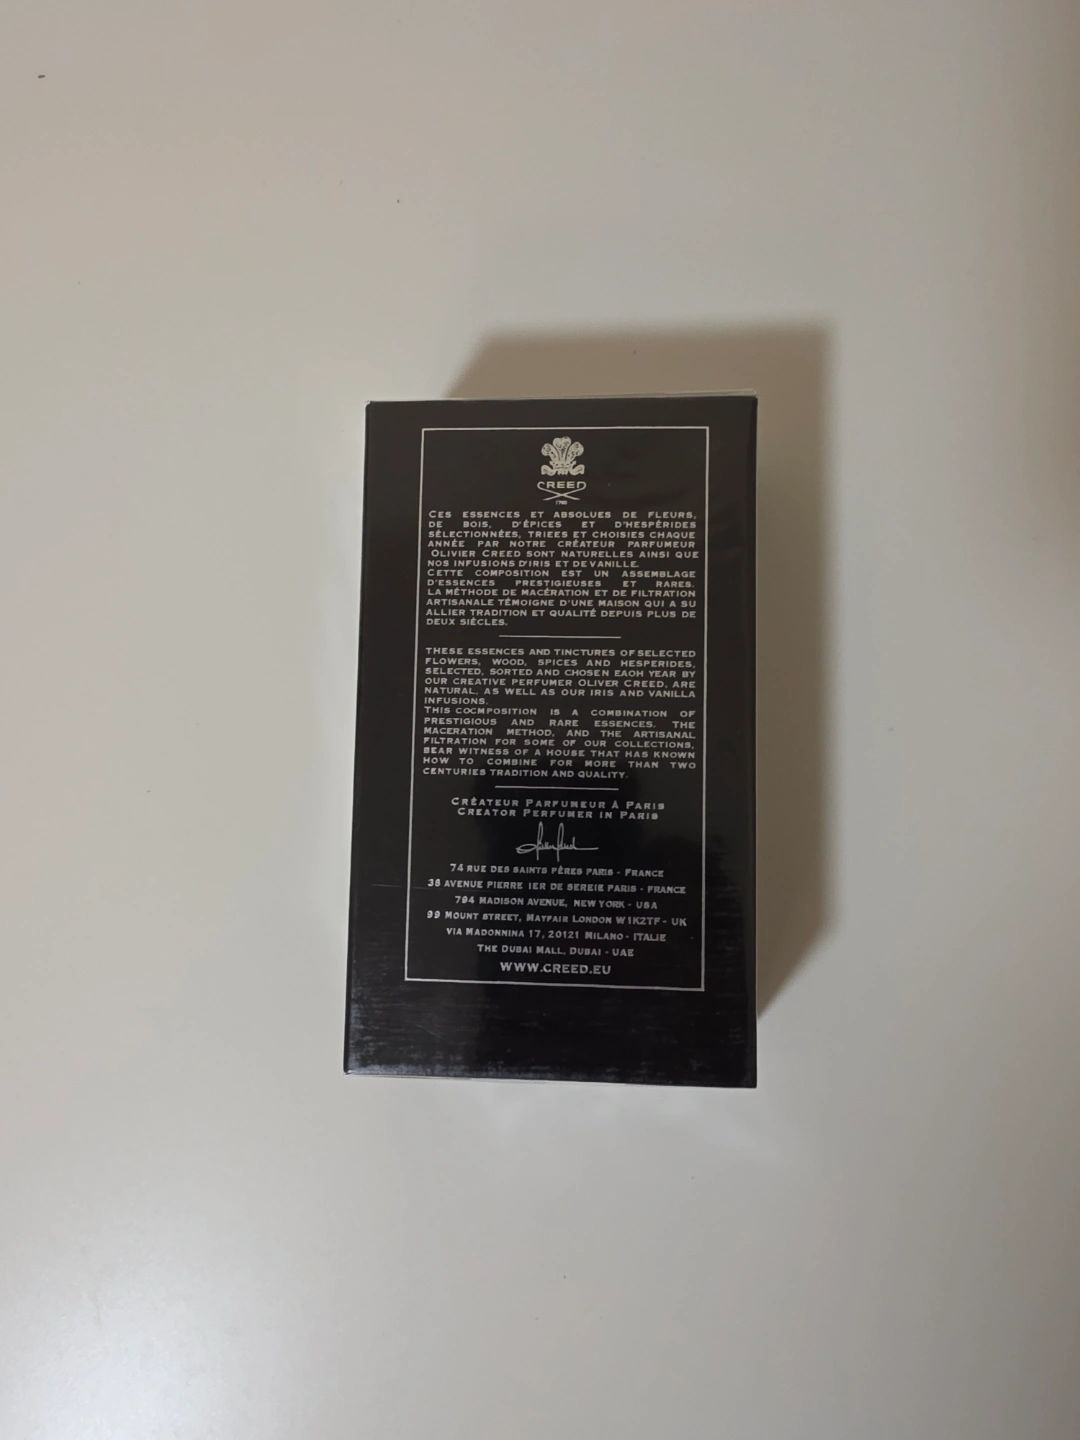 CREED
1760
CES ESSENCES ET ABSOLUES DE FLEURS,
DE BOIS, D'ÉPICES ET D'HESPÉRIDES
SÉLECTIONNÉES, TRIEES ET CHOISIES CHAQUE
ANNÉE PAR NOTRE CRÉATEUR PARFUMEUR
OLIVIER CREED SONT NATURELLES AINSI QUE
NOS INFUSIONS D'IRIS ET DE VANILLE.
CETTE COMPOSITION EST UN ASSEMBLAGE
D'ESSENCES PRESTIGIEUSES ET RARES.
LA MÉTHODE DE MACÉRATION ET DE FILTRATION
ARTISANALE TÉMOIGNE D'UNE MAISON QUI A SU
ALLIER TRADITION ET QUALITÉ DEPUIS PLUS DE
DEUX SIÈCLES.
THESE ESSENCES AND TINCTURES OF SELECTED
FLOWERS, WOOD, SPICES AND HESPERIDES,
SELECTED, SORTED AND CHOSEN EAOH YEAR BY
OUR CREATIVE PERFUMER OLIVER CREED, ARE
NATURAL, AS WELL AS OUR IRIS AND VANILLA
INFUSIONS.
THIS COCMPOSITION IS A COMBINATION OF
PRESTIGIOUS AND RARE ESSENCES. THE
MACERATION METHOD, AND THE ARTISANAL
FILTRATION FOR SOME OF OUR COLLECTIONS,
BEAR WITNESS OF A HOUSE THAT HAS KNOWN
HOW TO COMBINE FOR MORE THAN TWO
CENTURIES TRADITION AND QUALITY.
CRÉATEUR PARFUMEUR À PARIS
CREATOR PERFUMER IN PARIS
74 RUE DES SAINTS PÈRES PARIS - FRANCE
38 AVENUE PIERRE 1ER DE SEREIE PARIS - FRANCE
794 MADISON AVENUE, NEW YORK - USA
99 MOUNT STREET, MAYFAIR LONDON W1K2TF - UK
VIA MADONNINA 17, 20121 MILANO - ITALIE
THE DUBAI MALL, DUBAI - UAE
WWW.CREED.EU